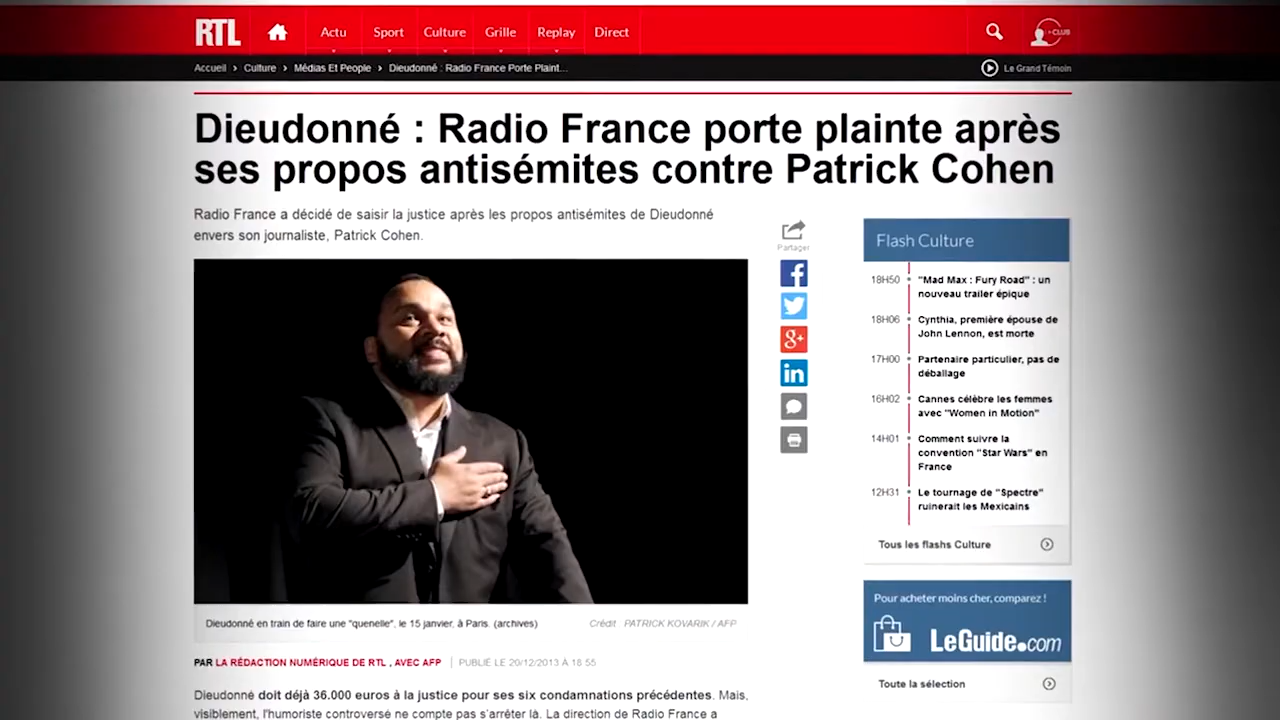 RTL
Actu
Sport
Culture
Grille
Replay
Direct
CLUB
Accueil > Culture > Médias Et People > Dieudonné : Radio France Porte Plaint...
Le Grand Témoin
Dieudonné : Radio France porte plainte après
ses propos antisémites contre Patrick Cohen
Radio France a décidé de saisir la justice après les propos antisémites de Dieudonné
envers son journaliste, Patrick Cohen.
Partager
Dieudonné en train de faire une "quenelle", le 15 janvier, à Paris. (archives)
Crédit PATRICK KOVARIK / AFP
PAR LA RÉDACTION NUMÉRIQUE DE RTL , AVEC AFP | PUBLIÉ LE 20/12/2013 À 18:55
Dieudonné doit déjà 36.000 euros à la justice pour ses six condamnations précédentes. Mais,
visiblement, l'humoriste controversé ne compte pas s'arrêter là. La direction de Radio France a
Flash Culture
18H50 "Mad Max : Fury Road" : un
nouveau trailer épique
18H06 Cynthia, première épouse de
John Lennon, est morte
17H00 Partenaire particulier, pas de
déballage
16H02 Cannes célèbre les femmes
avec "Women in Motion"
14H01 Comment suivre la
convention "Star Wars" en
France
12H31 Le tournage de "Spectre"
ruinerait les Mexicains
Tous les flashs Culture
Pour acheter moins cher, comparez !
LeGuide.com
Toute la sélection